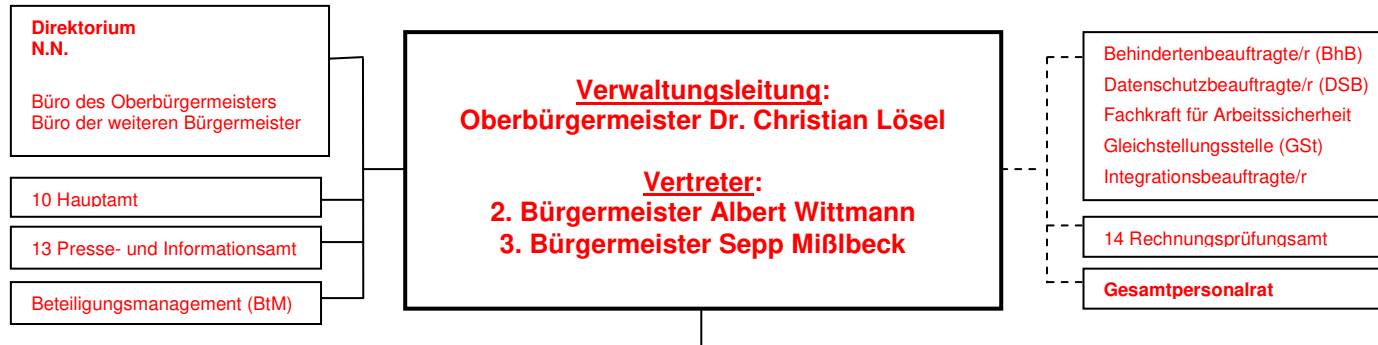 Direktorium
N.N.
Büro des Oberbürgermeisters
Büro der weiteren Bürgermeister
10 Hauptamt
13 Presse- und Informationsamt
Beteiligungsmanagement (BtM)
Verwaltungsleitung:
Oberbürgermeister Dr. Christian Lösel
Vertreter:
2. Bürgermeister Albert Wittmann
3. Bürgermeister Sepp Mißlbeck
Behindertenbeauftragte/r (BhB)
Datenschutzbeauftragte/r (DSB)
Fachkraft für Arbeitssicherheit
Gleichstellungsstelle (GSt)
Integrationsbeauftragte/r
14 Rechnungsprüfungsamt
Gesamtpersonalrat